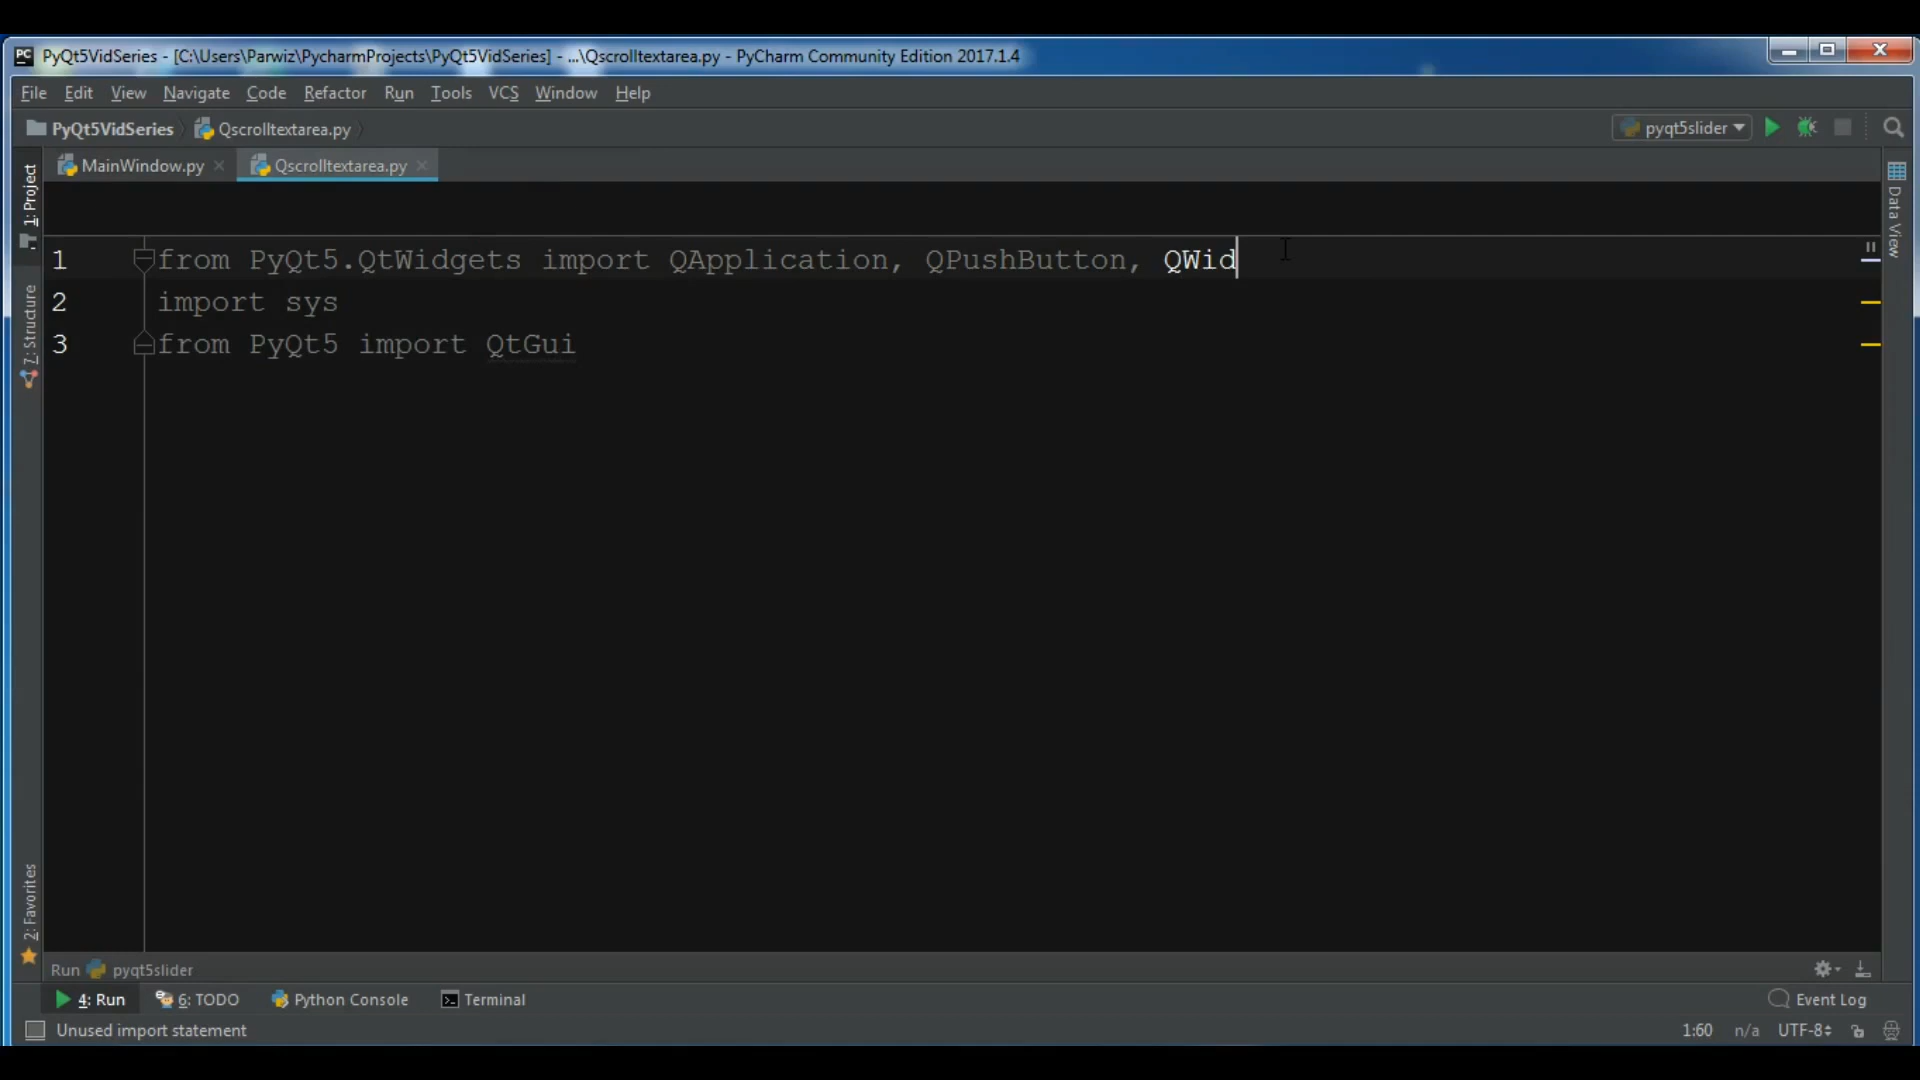 PyQt5VidSeries - [C:\Users\Parwiz\PycharmProjects\PyQt5VidSeries] - ...\Qscrolltextarea.py - PyCharm Community Edition 2017.1.4
File Edit View Navigate Code Refactor Run Tools VCS Window Help
PyQt5VidSeries Qscrolltextarea.py pyqt5slider
MainWindow.py Qscrolltextarea.py
1: Project
7: Structure
2: Favorites
Data View
1 from PyQt5.QtWidgets import QApplication, QPushButton, QWid
2 import sys
3 from PyQt5 import QtGui
Run pyqt5slider
4: Run 6: TODO Python Console Terminal Event Log
Unused import statement 1:60 n/a UTF-8